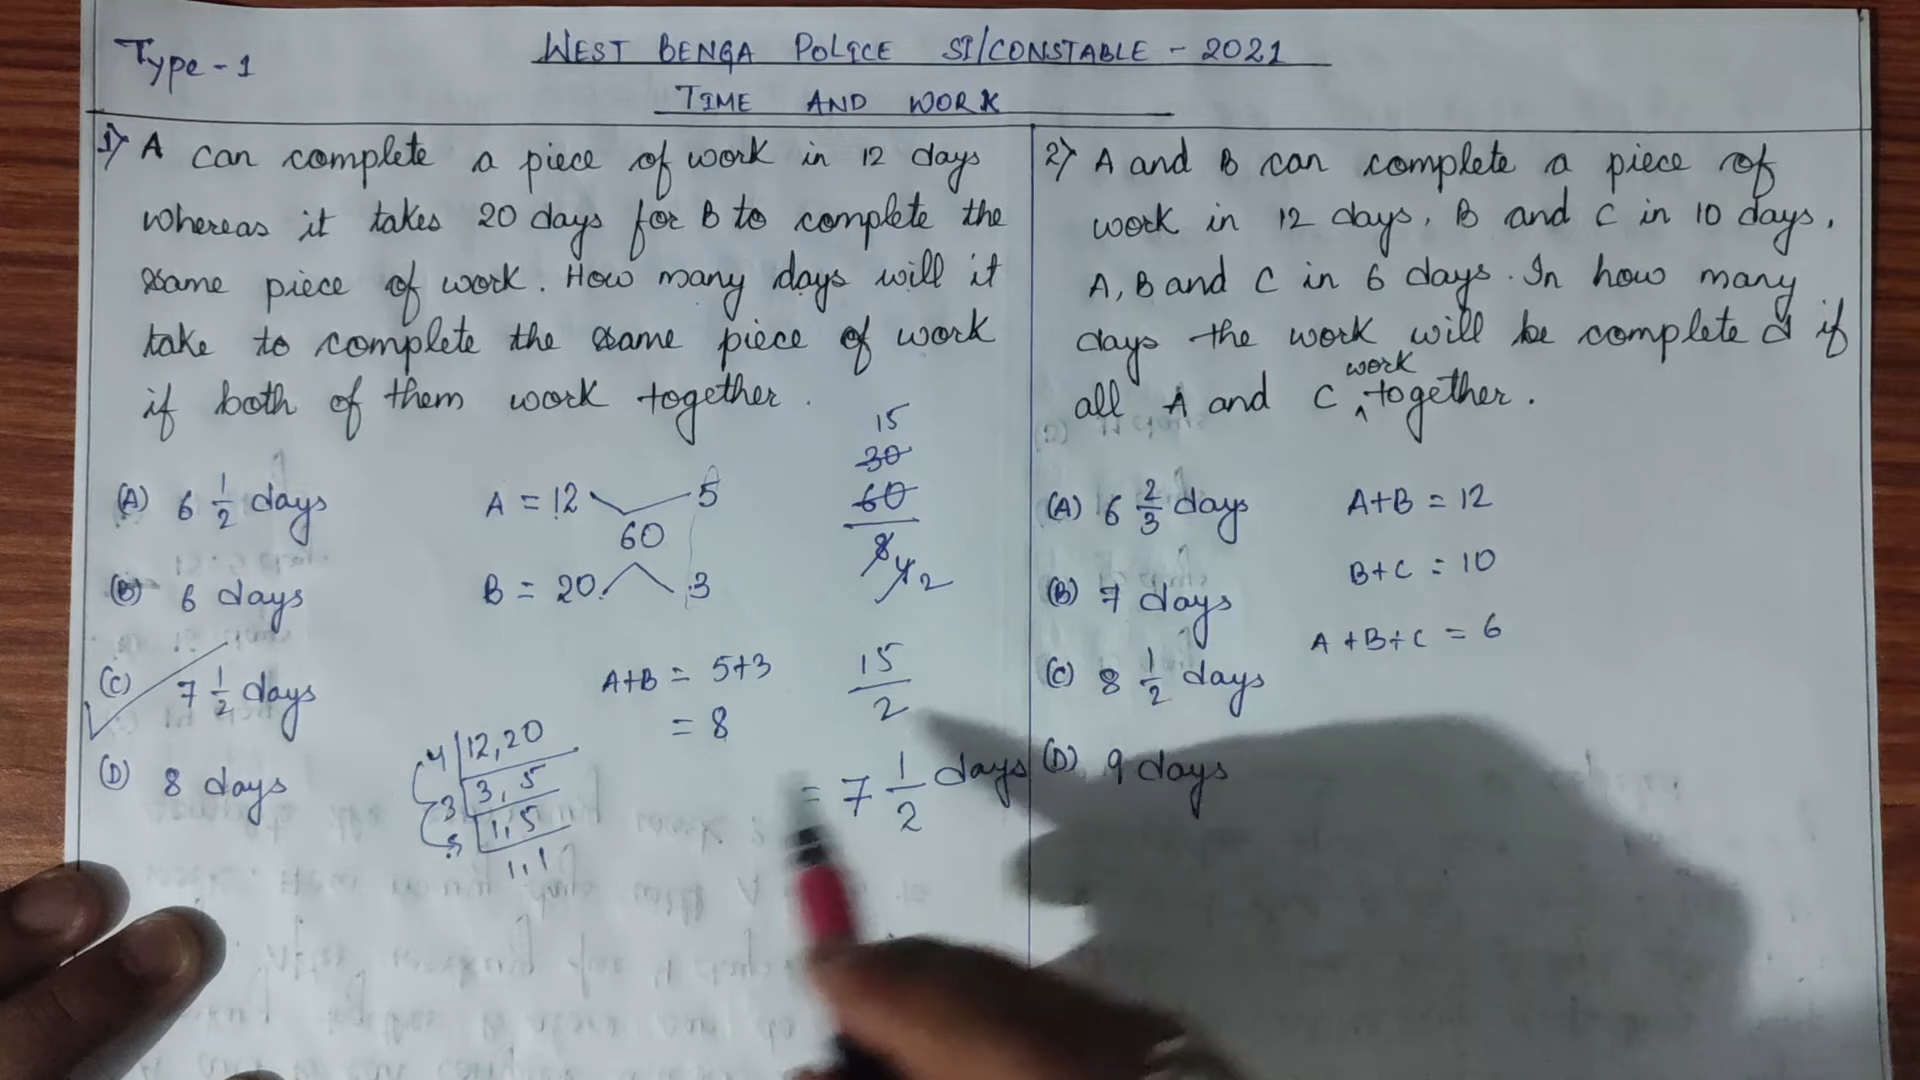 Type - 1
WEST BENGA POLICE SI/CONSTABLE - 2021
TIME AND WORK
1) A can complete a piece of work in 12 days
whereas it takes 20 days for B to complete the
same piece of work. How many days will it
take to complete the same piece of work
if both of them work together.
(A) 6 1/2 days
(B) 6 days
(C) 7 1/2 days
(D) 8 days
A = 12 5
60
B = 20 3
A+B = 5+3
= 8
4 | 12, 20
3 | 3, 5
5 | 1, 5
1, 1
15
30
60
8 4 2
15
2
= 7 1/2 days
2) A and B can complete a piece of
work in 12 days, B and C in 10 days,
A, B and C in 6 days. In how many
days the work will be completed if
work
all A and C ^ together.
(A) 6 2/3 days
(B) 7 days
(C) 8 1/2 days
(D) 9 days
A+B = 12
B+C = 10
A+B+C = 6